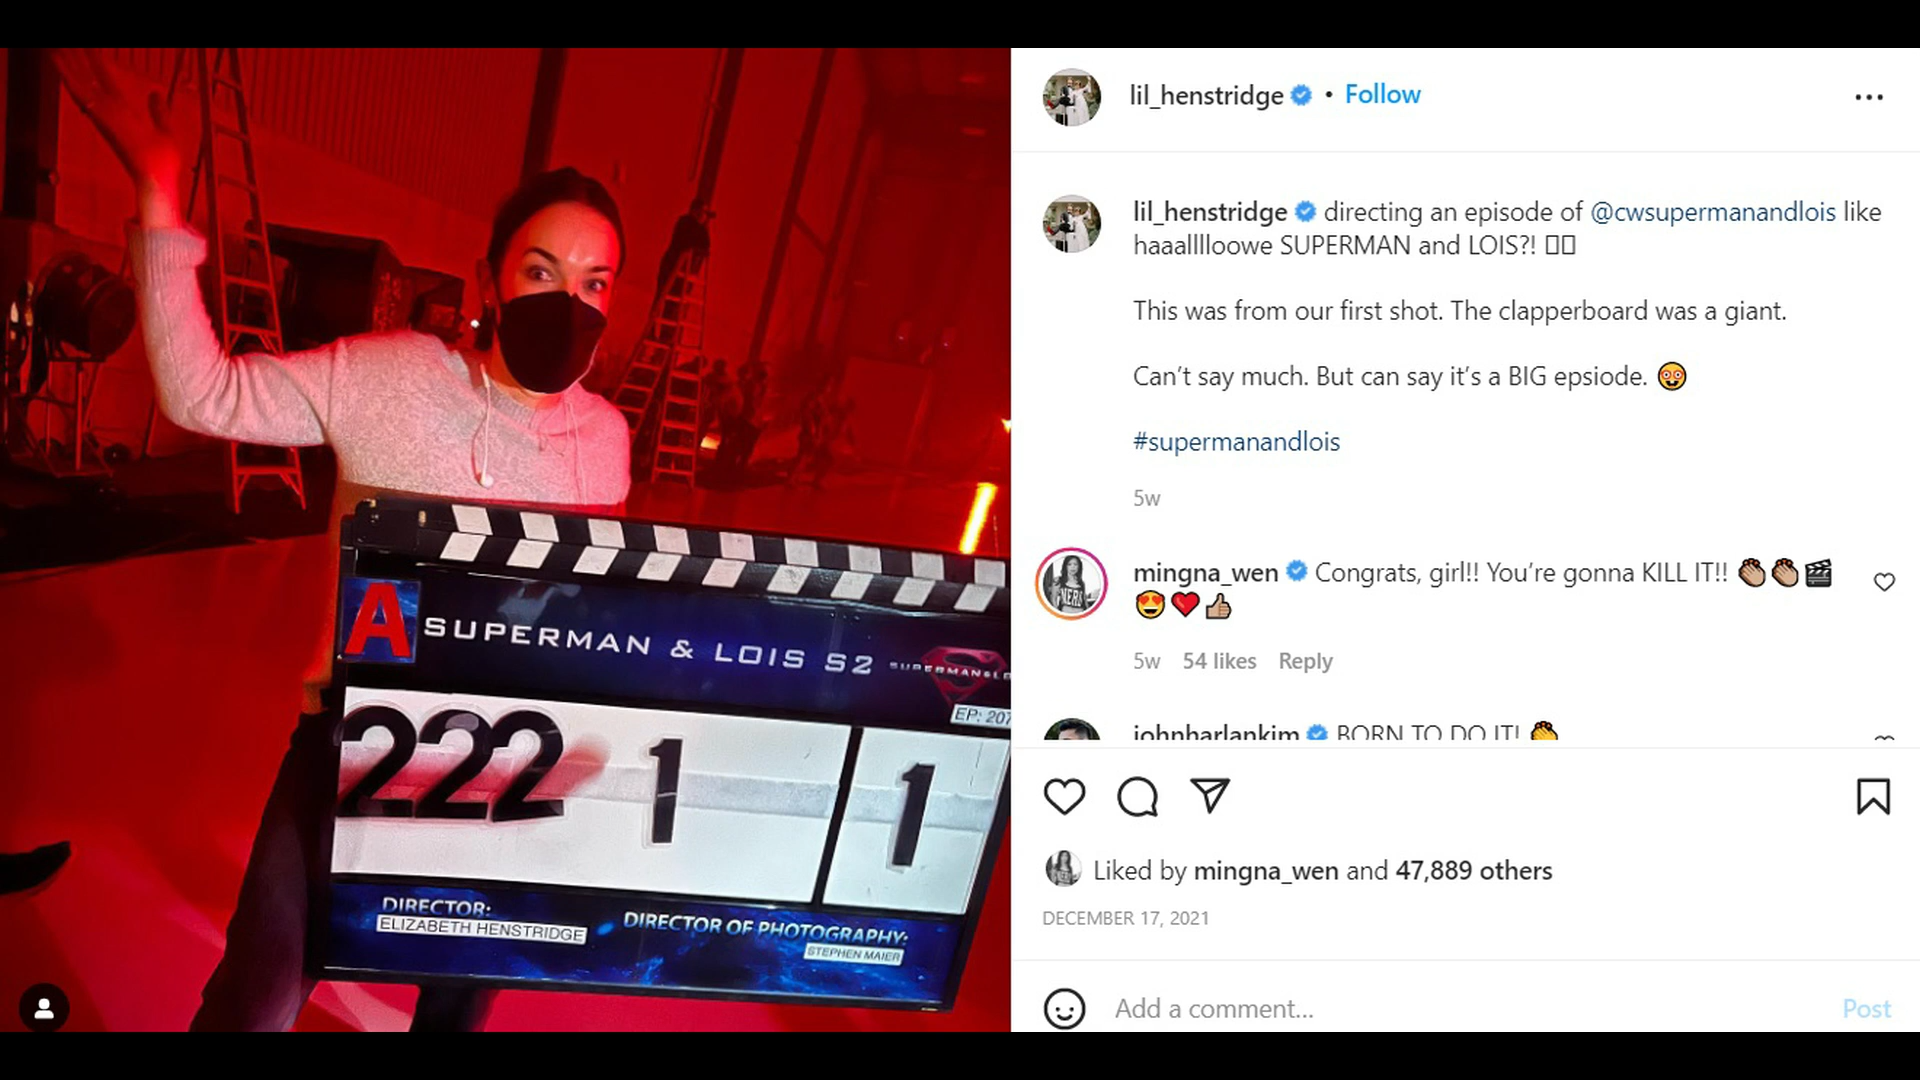 lil_henstridge • Follow
lil_henstridge directing an episode of @cwsupermanandlois like
haaalllloowe SUPERMAN and LOIS?!
This was from our first shot. The clapperboard was a giant.
Can't say much. But can say it's a BIG epsiode.
#supermanandlois
5w
mingna_wen Congrats, girl!! You're gonna KILL IT!!
5w 54 likes Reply
johnharlankim BORN TO DO IT!
Liked by mingna_wen and 47,889 others
DECEMBER 17, 2021
Add a comment... Post
A SUPERMAN & LOIS S2
EP: 207
222 1 1
DIRECTOR:
ELIZABETH HENSTRIDGE
DIRECTOR OF PHOTOGRAPHY:
STEPHEN MAIER